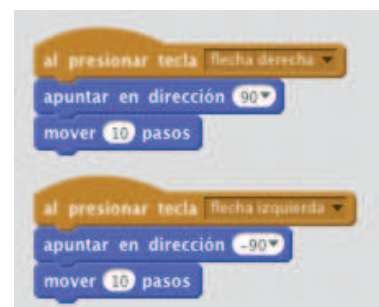 al presionar tecla flecha derecha
apuntar en dirección 90
mover 10 pasos
al presionar tecla flecha izquierda
apuntar en dirección -90
mover 10 pasos